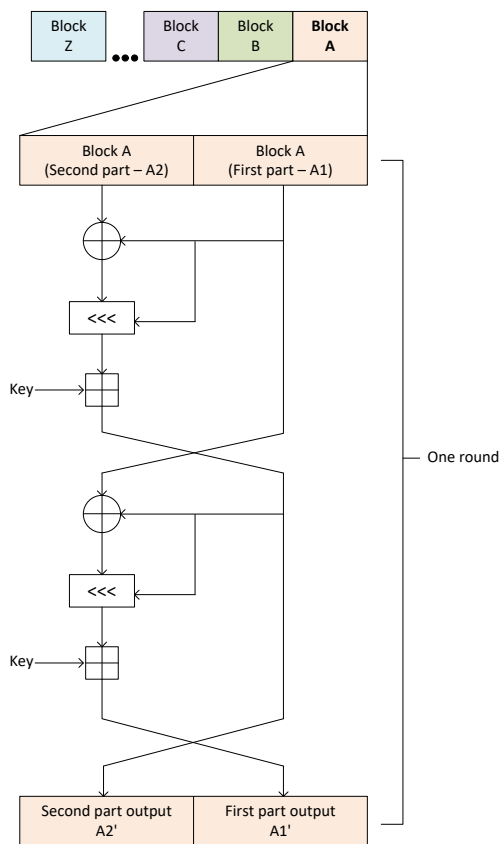 Block
Z
Block
C
Block
B
Block
A
Block A
(Second part – A2)
Block A
(First part – A1)
<<<
Key
One round
<<<
Key
Second part output
A2'
First part output
A1'